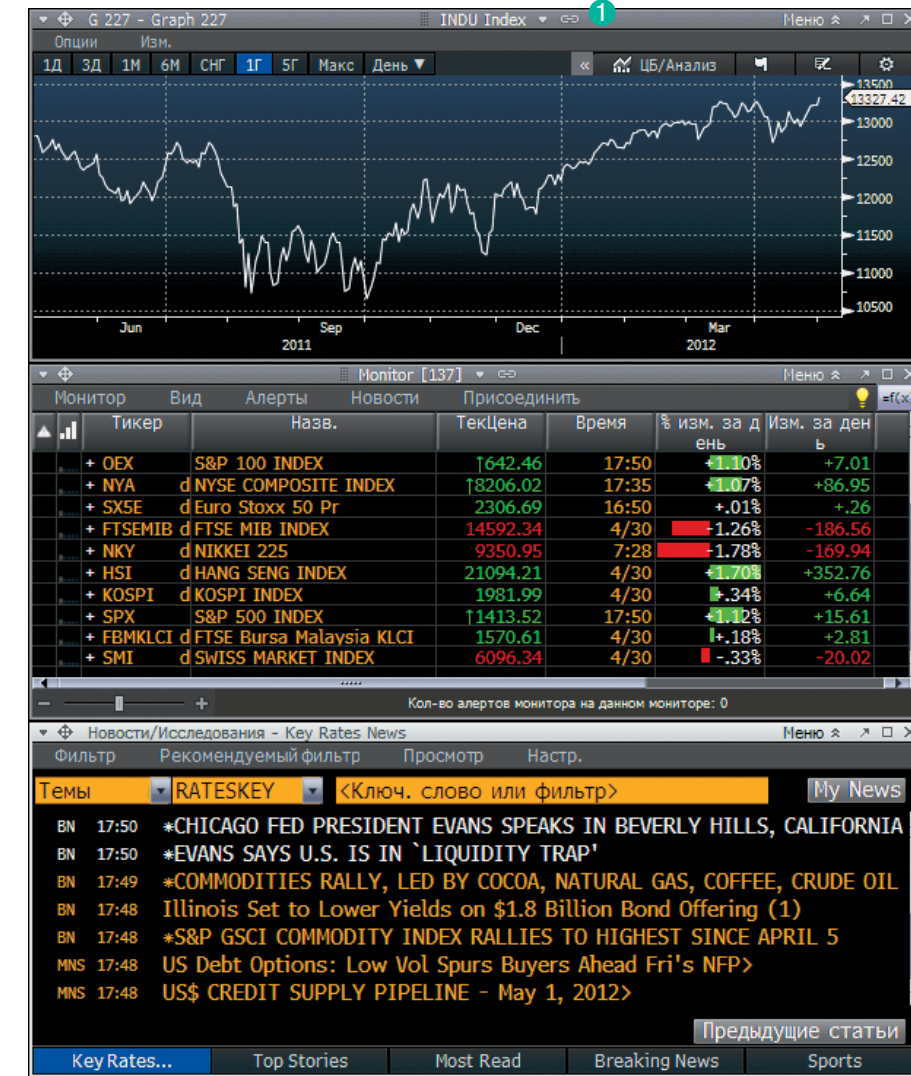 G 227 - Graph 227 INDU Index 1 Меню
Опции Изм.
1Д 3Д 1М 6М СНГ 1Г 5Г Макс День ▼ « ЦБ/Анализ
13500
13327.42
13000
12500
12000
11500
11000
10500
Jun Sep Dec Mar
2011 2012
Monitor [137] Меню
Монитор Вид Алерты Новости Присоединить =f(x)
Тикер Назв. ТекЦена Время % изм. за день Изм. за день
+ OEX S&P 100 INDEX ↑642.46 17:50 +1.10% +7.01
+ NYA d NYSE COMPOSITE INDEX ↑8206.02 17:35 +1.07% +86.95
+ SX5E d Euro Stoxx 50 Pr 2306.69 16:50 +.01% +.26
+ FTSEMIB d FTSE MIB INDEX 14592.34 4/30 -1.26% -186.56
+ NKY d NIKKEI 225 9350.95 7:28 -1.78% -169.94
+ HSI d HANG SENG INDEX 21094.21 4/30 +1.70% +352.76
+ KOSPI d KOSPI INDEX 1981.99 4/30 +.34% +6.64
+ SPX S&P 500 INDEX ↑1413.52 17:50 +1.12% +15.61
+ FBMKLCI d FTSE Bursa Malaysia KLCI 1570.61 4/30 +.18% +2.81
+ SMI d SWISS MARKET INDEX 6096.34 4/30 -.33% -20.02
− + Кол-во алертов монитора на данном мониторе: 0
Новости/Исследования - Key Rates News Меню
Фильтр Рекомендуемый фильтр Просмотр Настр.
Темы RATESKEY <Ключ. слово или фильтр> My News
BN 17:50 *CHICAGO FED PRESIDENT EVANS SPEAKS IN BEVERLY HILLS, CALIFORNIA
BN 17:50 *EVANS SAYS U.S. IS IN `LIQUIDITY TRAP'
BN 17:49 *COMMODITIES RALLY, LED BY COCOA, NATURAL GAS, COFFEE, CRUDE OIL
BN 17:48 Illinois Set to Lower Yields on $1.8 Billion Bond Offering (1)
BN 17:48 *S&P GSCI COMMODITY INDEX RALLIES TO HIGHEST SINCE APRIL 5
MNS 17:48 US Debt Options: Low Vol Spurs Buyers Ahead Fri's NFP>
MNS 17:48 US$ CREDIT SUPPLY PIPELINE - May 1, 2012>
Предыдущие статьи
Key Rates... Top Stories Most Read Breaking News Sports